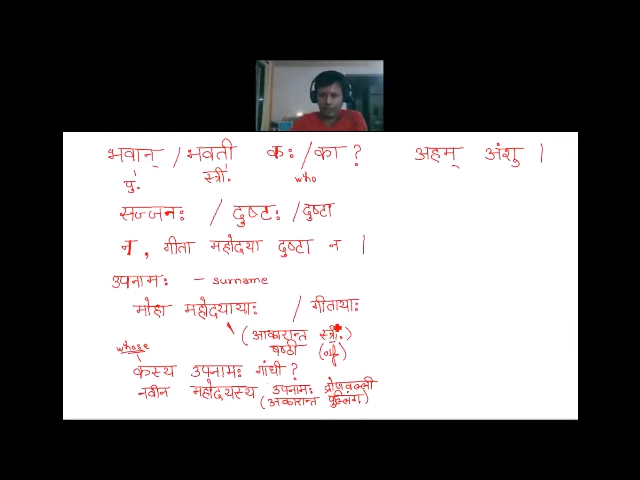 भवान् / भवती कः / का ? अहम् अंशु ।
पुं. स्त्री. who
सज्जनः / दुष्टः / दुष्टा
न , गीता महोदया दुष्टा न ।
उपनामः - surname
मोहा महोदयायाः / गीतायाः
(आकारान्त स्त्री.)
षष्ठी (of)
whose
कस्य उपनामः गांधी ?
नवीन महोदयस्य उपनामः
(अकारान्त पुल्लिंग)